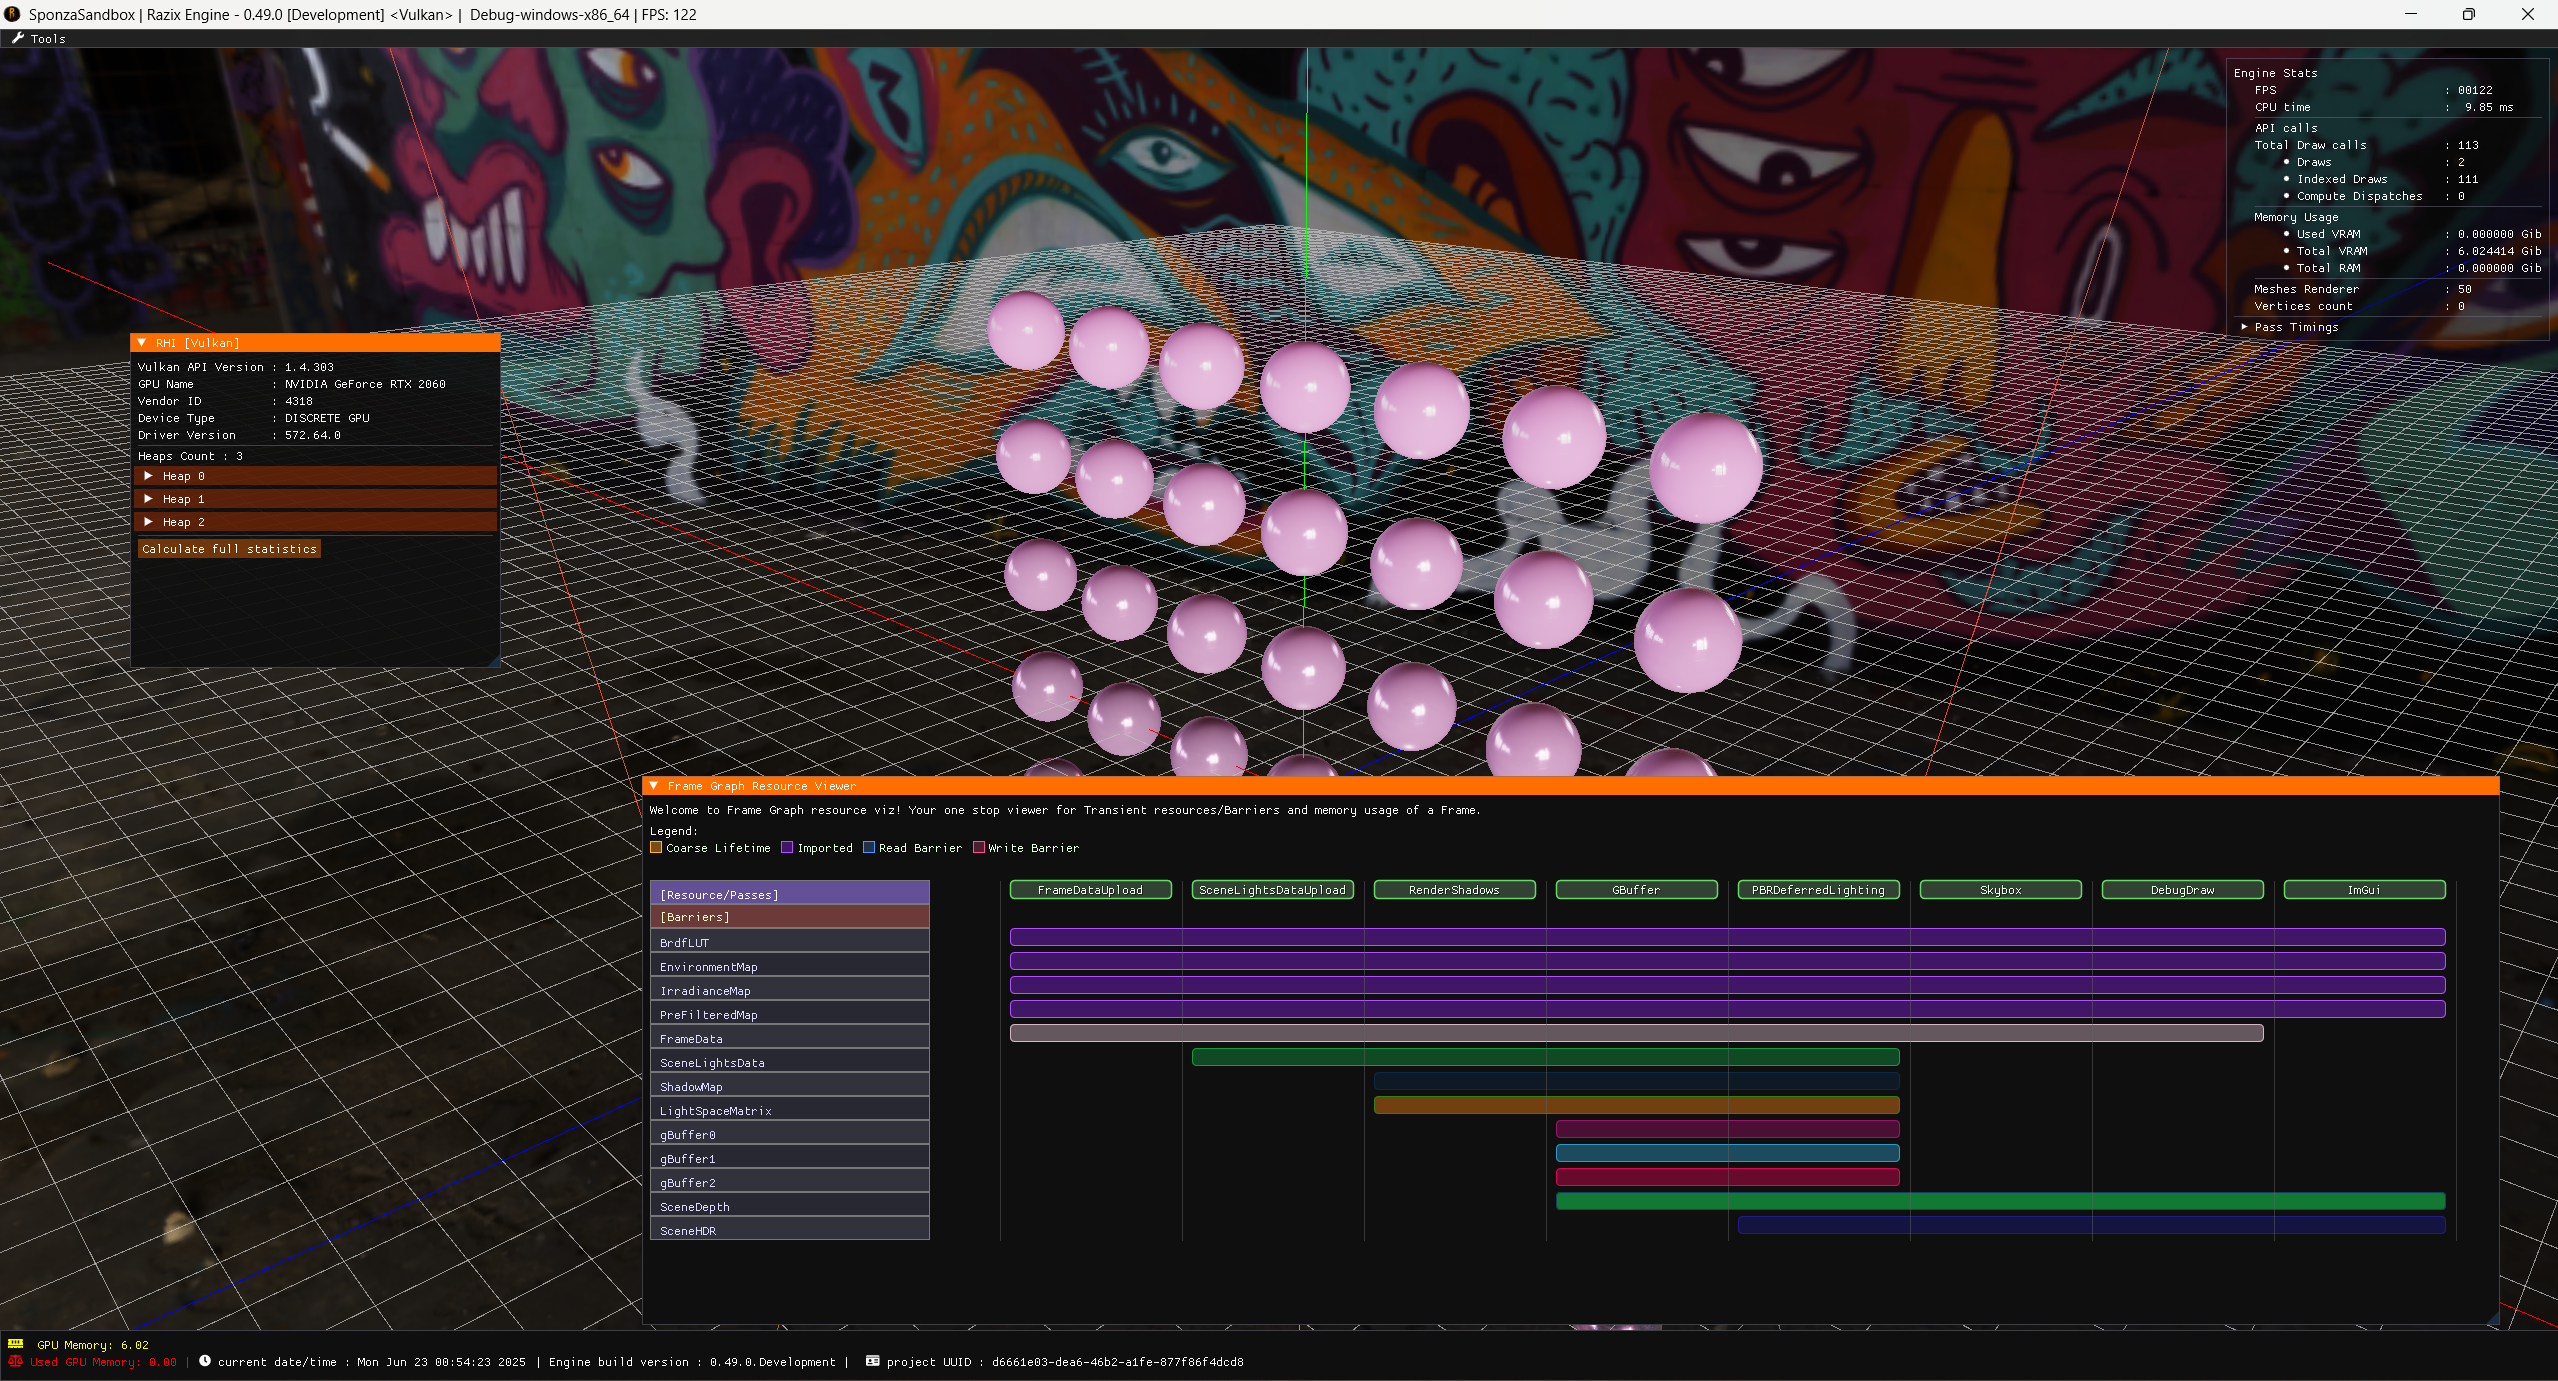 SponzaSandbox | Razix Engine - 0.49.0 [Development] <Vulkan> | Debug-windows-x86_64 | FPS: 122
Tools
Engine Stats
FPS : 00122
CPU time : 9.85 ms
API calls
Total Draw calls : 113
Draws : 2
Indexed Draws : 111
Compute Dispatches : 0
Memory Usage
Used VRAM : 0.000000 Gib
Total VRAM : 6.024414 Gib
Total RAM : 0.000000 Gib
Meshes Renderer : 50
Vertices count : 0
Pass Timings
RHI [Vulkan]
Vulkan API Version : 1.4.303
GPU Name : NVIDIA GeForce RTX 2060
Vendor ID : 4318
Device Type : DISCRETE GPU
Driver Version : 572.64.0
Heaps Count : 3
Heap 0
Heap 1
Heap 2
Calculate full statistics
Frame Graph Resource Viewer
Welcome to Frame Graph resource viz! Your one stop viewer for Transient resources/Barriers and memory usage of a Frame.
Legend:
Coarse Lifetime Imported Read Barrier Write Barrier
FrameDataUpload SceneLightsDataUpload RenderShadows GBuffer PBRDeferredLighting Skybox DebugDraw ImGui
[Resource/Passes]
[Barriers]
BrdfLUT
EnvironmentMap
IrradianceMap
PreFilteredMap
FrameData
SceneLightsData
ShadowMap
LightSpaceMatrix
gBuffer0
gBuffer1
gBuffer2
SceneDepth
SceneHDR
GPU Memory: 6.02
Used GPU Memory: 0.00 | current date/time : Mon Jun 23 00:54:23 2025 | Engine build version : 0.49.0.Development | project UUID : d6661e03-dea6-46b2-a1fe-877f86f4dcd8